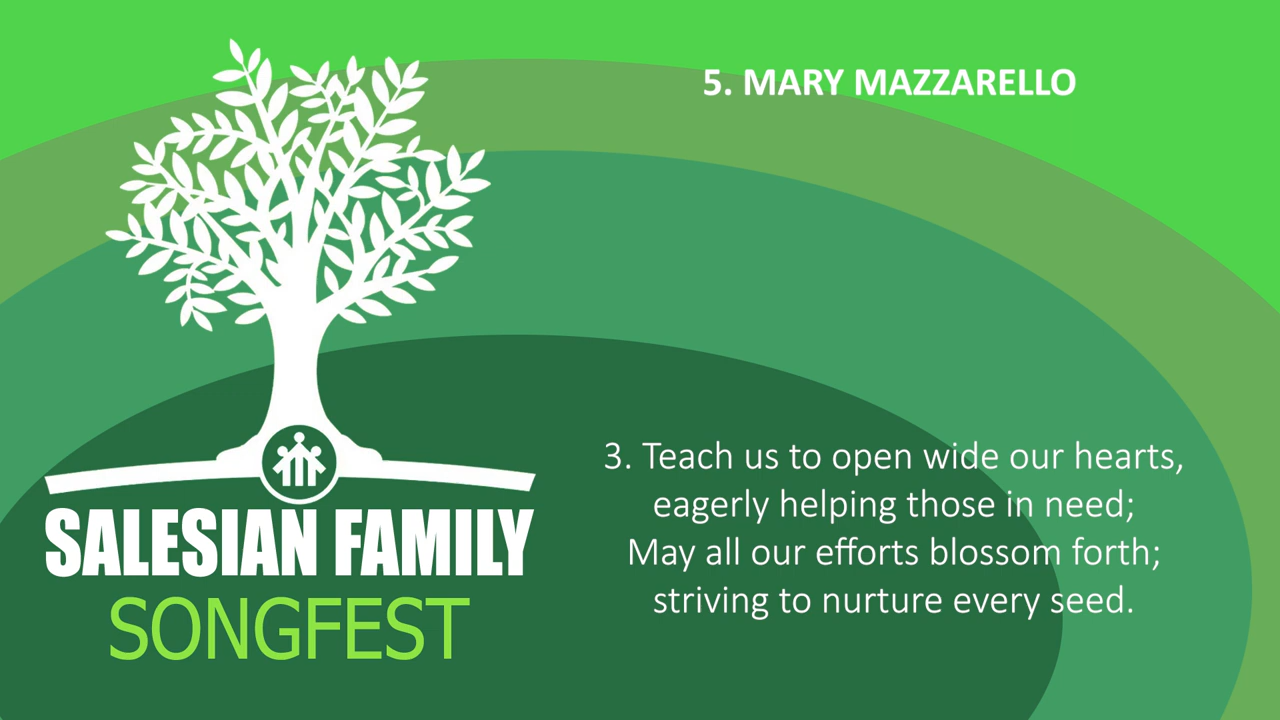 5. MARY MAZZARELLO
3. Teach us to open wide our hearts,
eagerly helping those in need;
May all our efforts blossom forth;
striving to nurture every seed.
SALESIAN FAMILY
SONGFEST